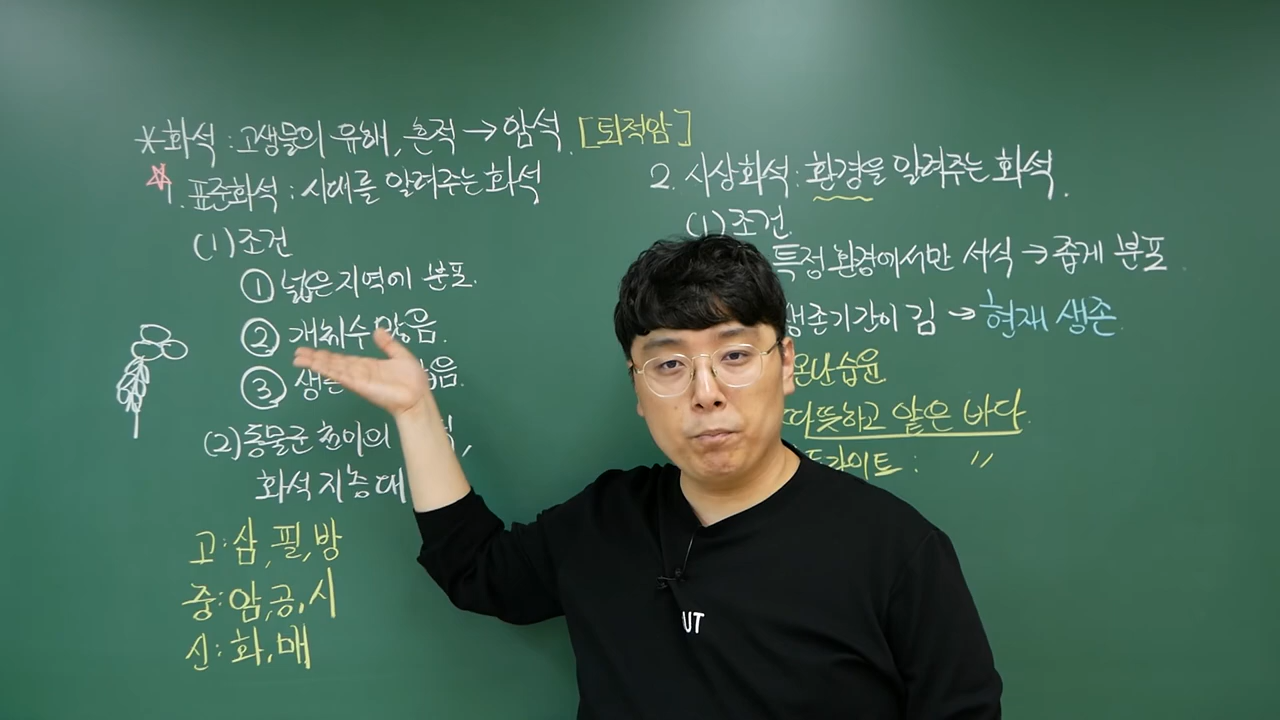 *화석 : 고생물의 유해, 흔적 → 암석. [퇴적암]
☆1. 표준화석 : 시대를 알려주는 화석
(1) 조건
① 넓은 지역에 분포.
② 개체수 많음.
③
(2) 동물군 천이의
화석 지층 대
고 : 삼, 필, 방
중 : 암, 공, 시
신 : 화, 매
2. 시상화석 : 환경을 알려주는 화석.
(1) 조건.
특정 환경에서만 서식 → 좁게 분포.
생존기간이 김 → 현재 생존.
온난 습윤
따뜻하고 얕은 바다.
: 〃
UT